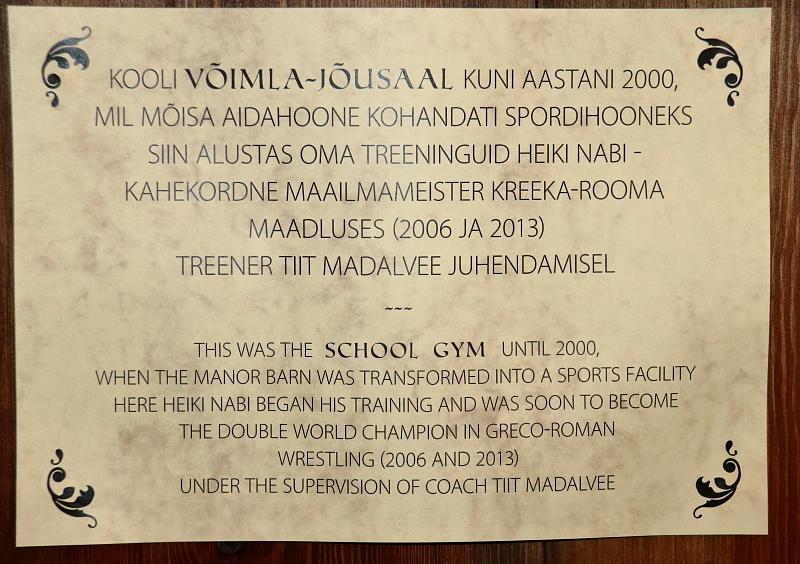 KOOLI VÕIMLA-JÕUSAAL KUNI AASTANI 2000,
MIL MÕISA AIDAHOONE KOHANDATI SPORDIHOONEKS
SIIN ALUSTAS OMA TREENINGUID HEIKI NABI -
KAHEKORDNE MAAILMAMEISTER KREEKA-ROOMA
MAADLUSES (2006 JA 2013)
TREENER TIIT MADALVEE JUHENDAMISEL
~~~
THIS WAS THE SCHOOL GYM UNTIL 2000,
WHEN THE MANOR BARN WAS TRANSFORMED INTO A SPORTS FACILITY
HERE HEIKI NABI BEGAN HIS TRAINING AND WAS SOON TO BECOME
THE DOUBLE WORLD CHAMPION IN GRECO-ROMAN
WRESTLING (2006 AND 2013)
UNDER THE SUPERVISION OF COACH TIIT MADALVEE